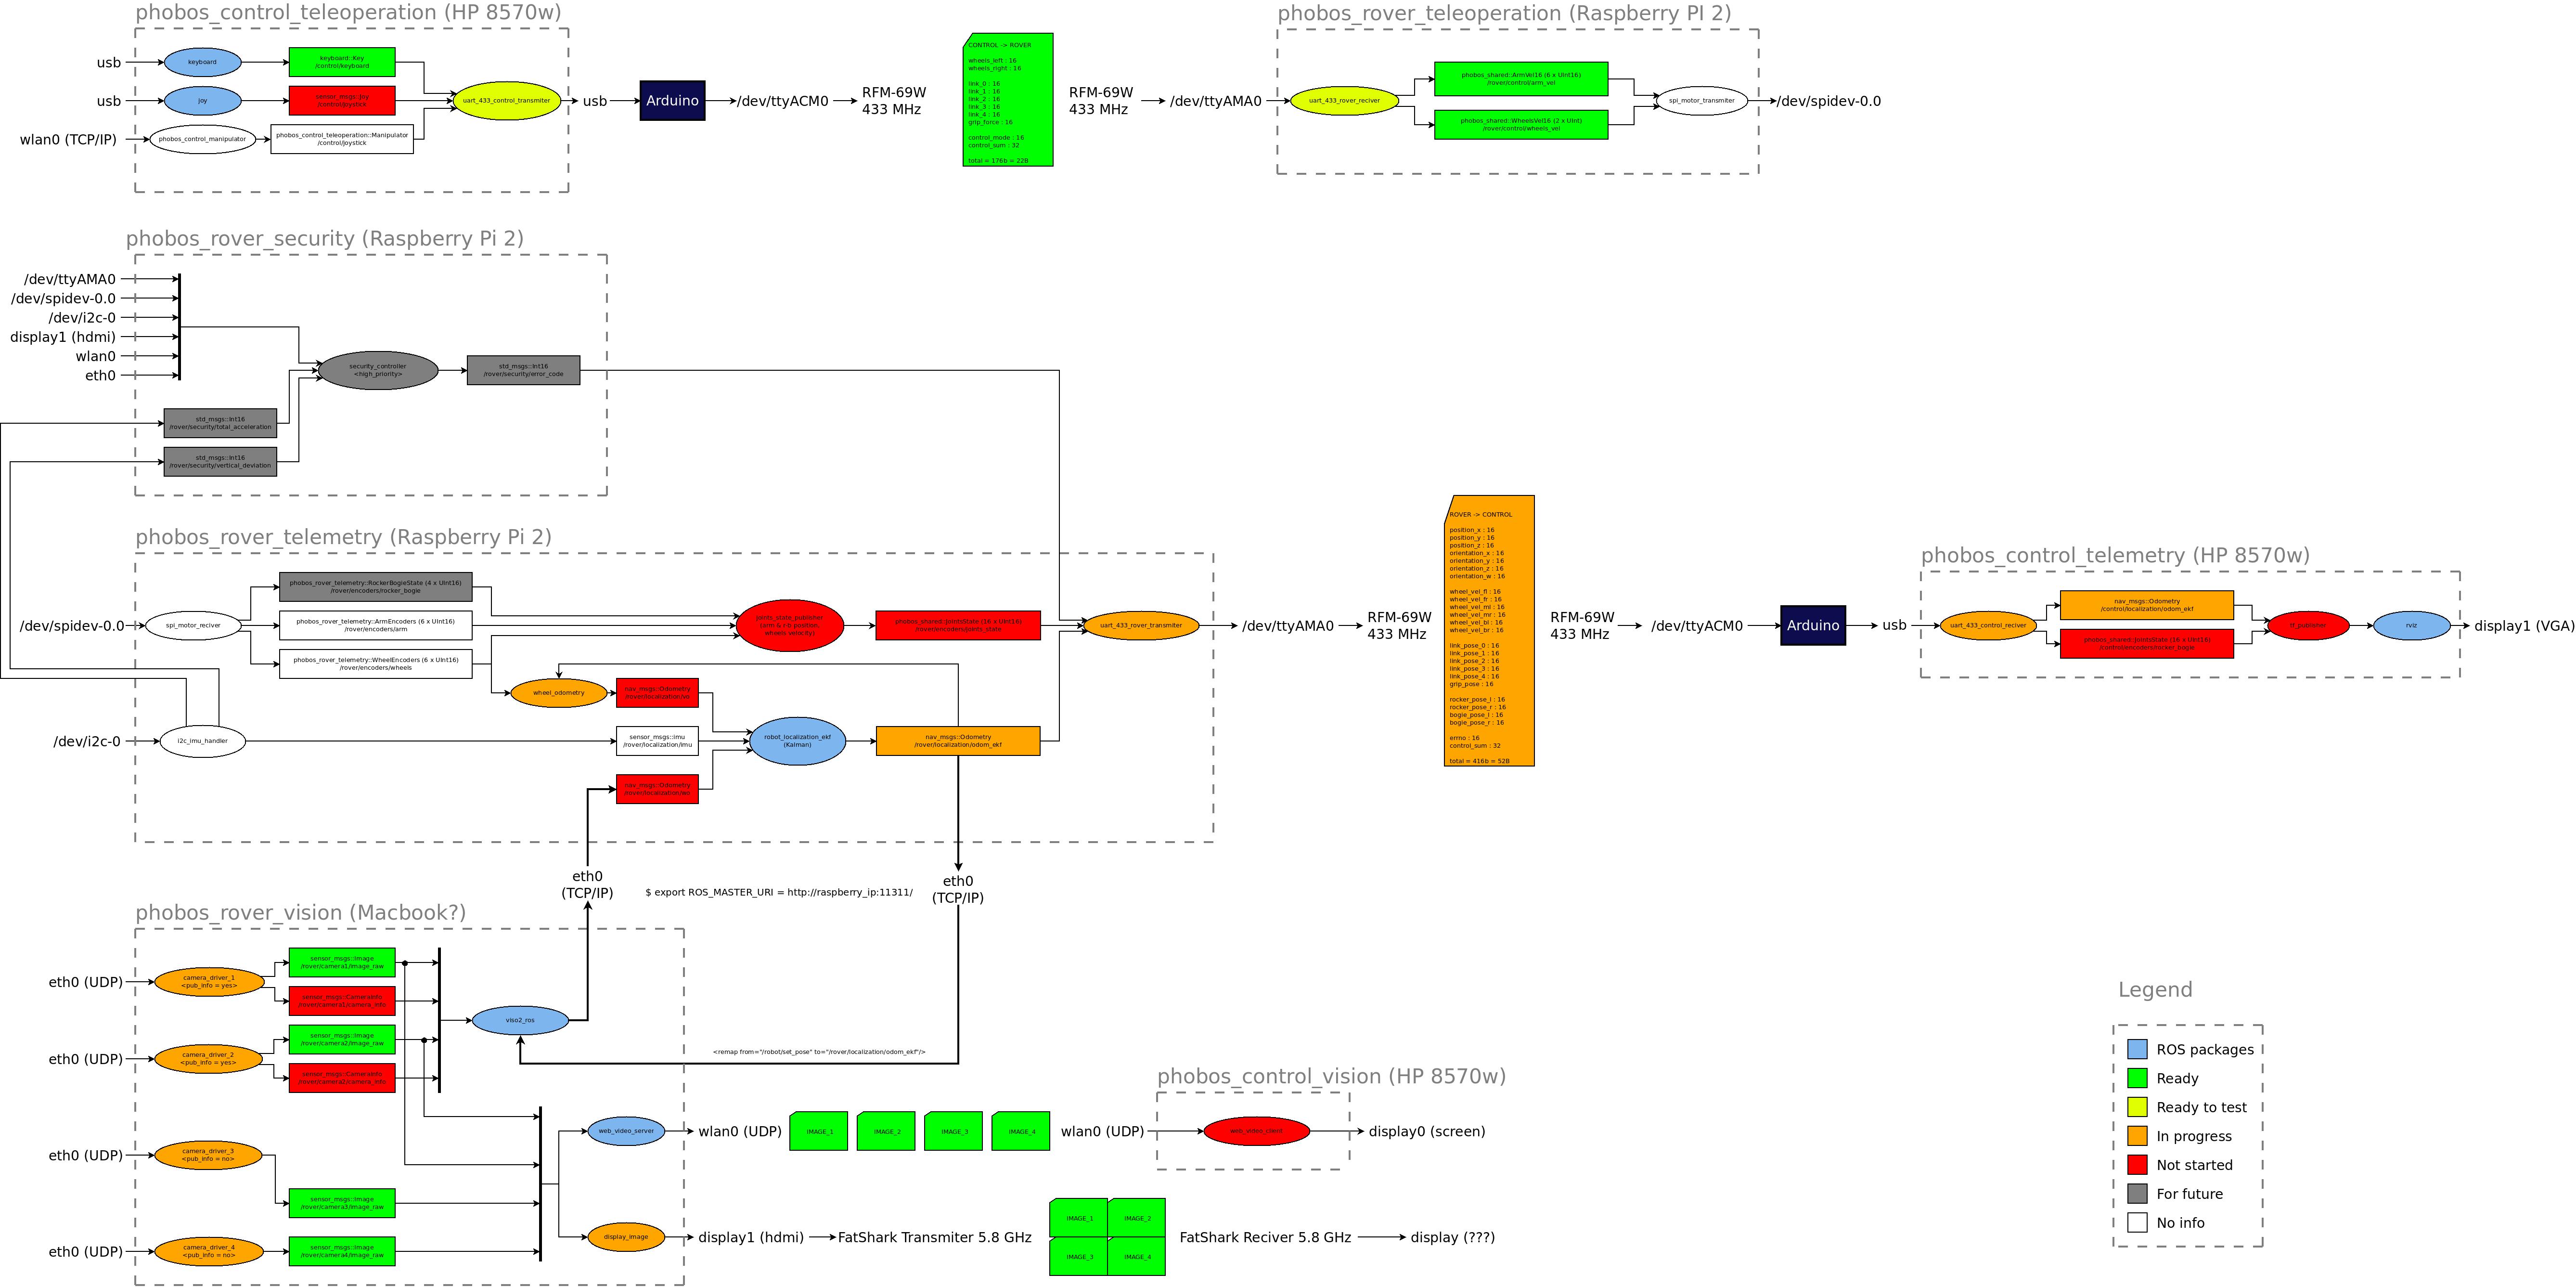 phobos_control_teleoperation (HP 8570w)
usb
keyboard
keyboard::Key
/control/keyboard
usb
joy
sensor_msgs::Joy
/control/joystick
wlan0 (TCP/IP)
phobos_control_manipulator
phobos_control_teleoperation::Manipulator
/control/joystick
uart_433_control_transmiter
usb
Arduino
/dev/ttyACM0
RFM-69W
433 MHz
CONTROL -> ROVER
wheels_left : 16
wheels_right : 16
link_0 : 16
link_1 : 16
link_2 : 16
link_3 : 16
link_4 : 16
grip_force : 16
control_mode : 16
control_sum : 32
total = 176b = 22B
RFM-69W
433 MHz
/dev/ttyAMA0
phobos_rover_teleoperation (Raspberry PI 2)
uart_433_rover_reciver
phobos_shared::ArmVel16 (6 x UInt16)
/rover/control/arm_vel
phobos_shared::WheelsVel16 (2 x UInt)
/rover/control/wheels_vel
spi_motor_transmiter
/dev/spidev-0.0
phobos_rover_security (Raspberry Pi 2)
/dev/ttyAMA0
/dev/spidev-0.0
/dev/i2c-0
display1 (hdmi)
wlan0
eth0
security_controller
<high_priority>
std_msgs::Int16
/rover/security/error_code
std_msgs::Int16
/rover/security/total_acceleration
std_msgs::Int16
/rover/security/vertical_deviation
phobos_rover_telemetry (Raspberry Pi 2)
/dev/spidev-0.0
spi_motor_reciver
phobos_rover_telemetry::RockerBogieState (4 x UInt16)
/rover/encoders/rocker_bogie
phobos_rover_telemetry::ArmEncoders (6 x UInt16)
/rover/encoders/arm
phobos_rover_telemetry::WheelEncoders (6 x UInt16)
/rover/encoders/wheels
joints_state_publisher
(arm & r-b position,
wheels velocity)
phobos_shared::JointsState (16 x UInt16)
/rover/encoders/joints_state
uart_433_rover_transmiter
wheel_odometry
nav_msgs::Odometry
/rover/localization/vo
/dev/i2c-0
i2c_imu_handler
sensor_msgs::imu
/rover/localization/imu
robot_localization_ekf
(Kalman)
nav_msgs::Odometry
/rover/localization/odom_ekf
nav_msgs::Odometry
/rover/localization/wo
/dev/ttyAMA0
RFM-69W
433 MHz
ROVER -> CONTROL
position_x : 16
position_y : 16
position_z : 16
orientation_x : 16
orientation_y : 16
orientation_z : 16
orientation_w : 16
wheel_vel_fl : 16
wheel_vel_fr : 16
wheel_vel_ml : 16
wheel_vel_mr : 16
wheel_vel_bl : 16
wheel_vel_br : 16
link_pose_0 : 16
link_pose_1 : 16
link_pose_2 : 16
link_pose_3 : 16
link_pose_4 : 16
grip_pose : 16
rocker_pose_l : 16
rocker_pose_r : 16
bogie_pose_l : 16
bogie_pose_r : 16
errno : 16
control_sum : 32
total = 416b = 52B
RFM-69W
433 MHz
/dev/ttyACM0
Arduino
usb
phobos_control_telemetry (HP 8570w)
uart_433_control_reciver
nav_msgs::Odometry
/control/localization/odom_ekf
phobos_shared::JointsState (16 x UInt16)
/control/encoders/rocker_bogie
tf_publisher
rviz
display1 (VGA)
eth0
(TCP/IP)
$ export ROS_MASTER_URI = http://raspberry_ip:11311/
eth0
(TCP/IP)
phobos_rover_vision (Macbook?)
eth0 (UDP)
camera_driver_1
<pub_info = yes>
sensor_msgs::Image
/rover/camera1/image_raw
sensor_msgs::CameraInfo
/rover/camera1/camera_info
eth0 (UDP)
camera_driver_2
<pub_info = yes>
sensor_msgs::Image
/rover/camera2/image_raw
sensor_msgs::CameraInfo
/rover/camera2/camera_info
viso2_ros
<remap from="/robot/set_pose" to="/rover/localization/odom_ekf"/>
eth0 (UDP)
camera_driver_3
<pub_info = no>
sensor_msgs::Image
/rover/camera3/image_raw
eth0 (UDP)
camera_driver_4
<pub_info = no>
sensor_msgs::Image
/rover/camera4/image_raw
web_video_server
wlan0 (UDP)
IMAGE_1
IMAGE_2
IMAGE_3
IMAGE_4
wlan0 (UDP)
phobos_control_vision (HP 8570w)
web_video_client
display0 (screen)
display_image
display1 (hdmi)
FatShark Transmiter 5.8 GHz
IMAGE_1
IMAGE_2
IMAGE_3
IMAGE_4
FatShark Reciver 5.8 GHz
display (???)
Legend
ROS packages
Ready
Ready to test
In progress
Not started
For future
No info